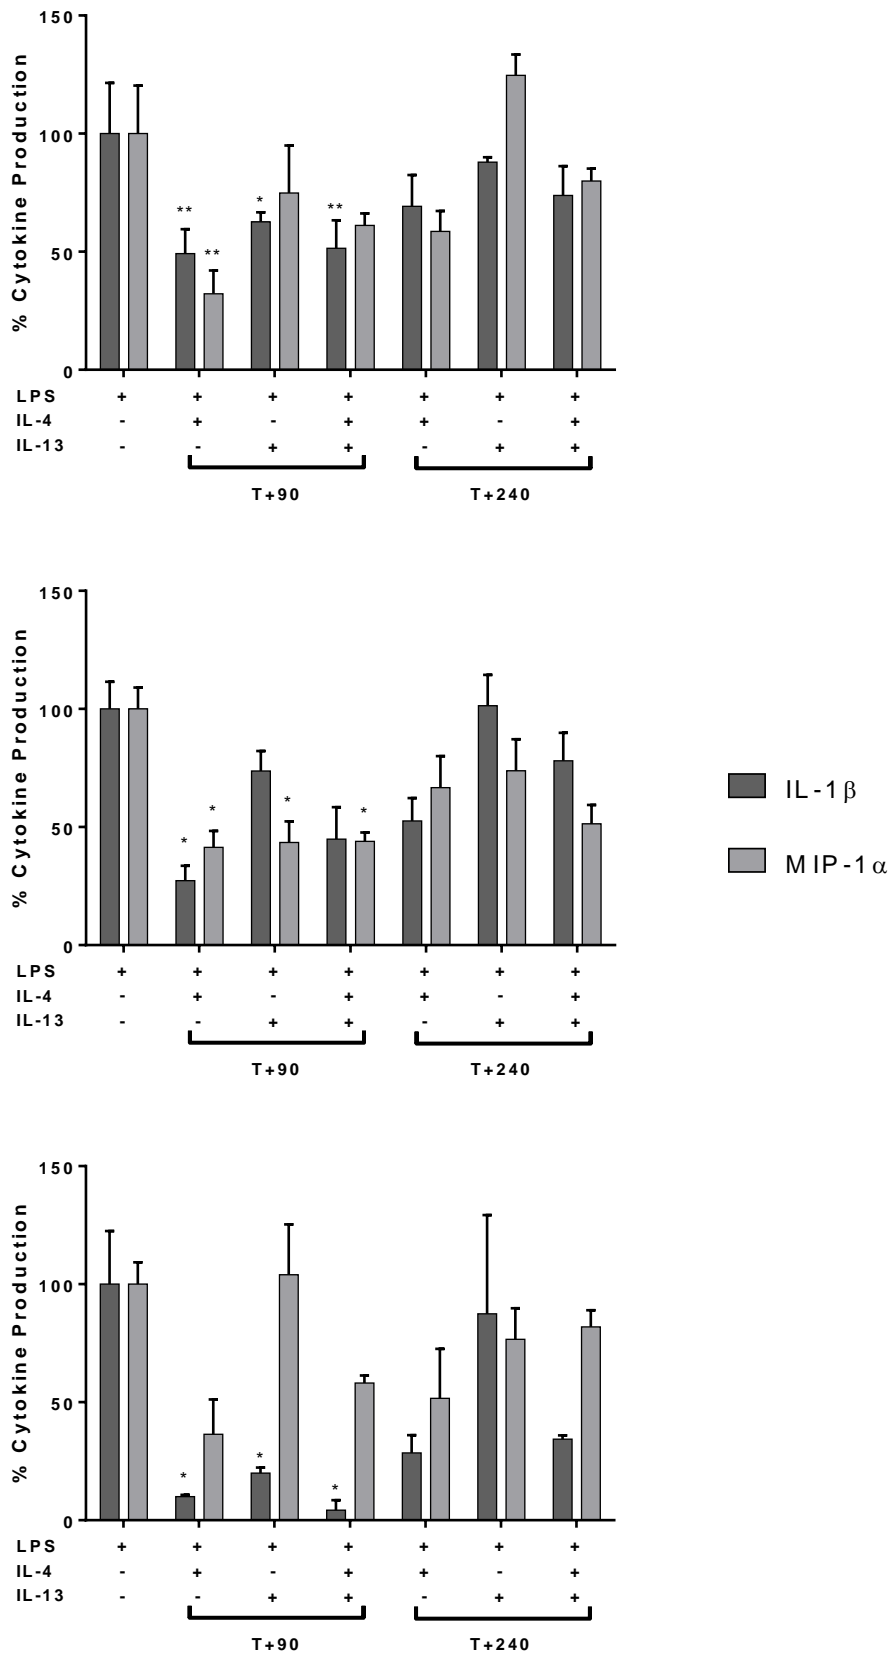 150
% Cytokine Production
100
** * ** **
50
0
LPS + + + + + + +
IL-4 - + - + + - +
IL-13 - - + + - + +
T+90 T+240
150
% Cytokine Production
100
* * * *
50
0
IL-1β
MIP-1α
LPS + + + + + + +
IL-4 - + - + + - +
IL-13 - - + + - + +
T+90 T+240
150
% Cytokine Production
100
50
* * *
0
LPS + + + + + + +
IL-4 - + - + + - +
IL-13 - - + + - + +
T+90 T+240